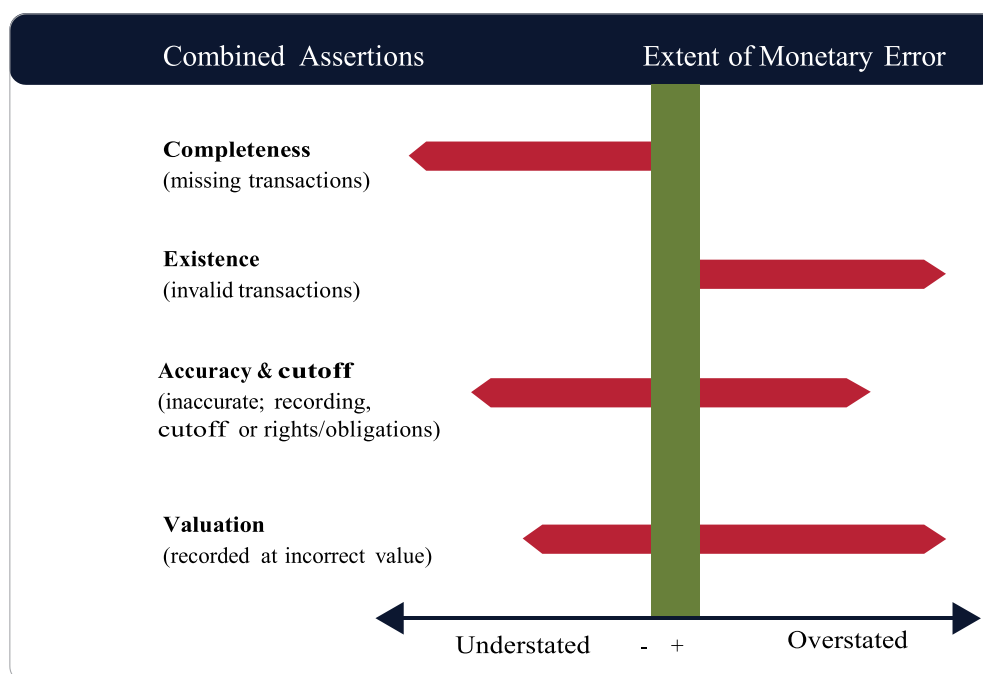 Combined Assertions
Extent of Monetary Error
Completeness
(missing transactions)
Existence
(invalid transactions)
Accuracy & cutoff
(inaccurate; recording,
cutoff or rights/obligations)
Valuation
(recorded at incorrect value)
Understated - + Overstated